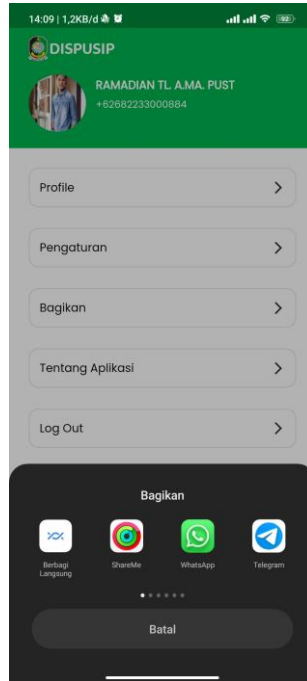 14:09 | 1,2KB/d
DISPUSIP
RAMADIAN TL. A.MA. PUST
+62682233000884
Profile
Pengaturan
Bagikan
Tentang Aplikasi
Log Out
Bagikan
Berbagi
Langsung
ShareMe
WhatsApp
Telegram
Batal